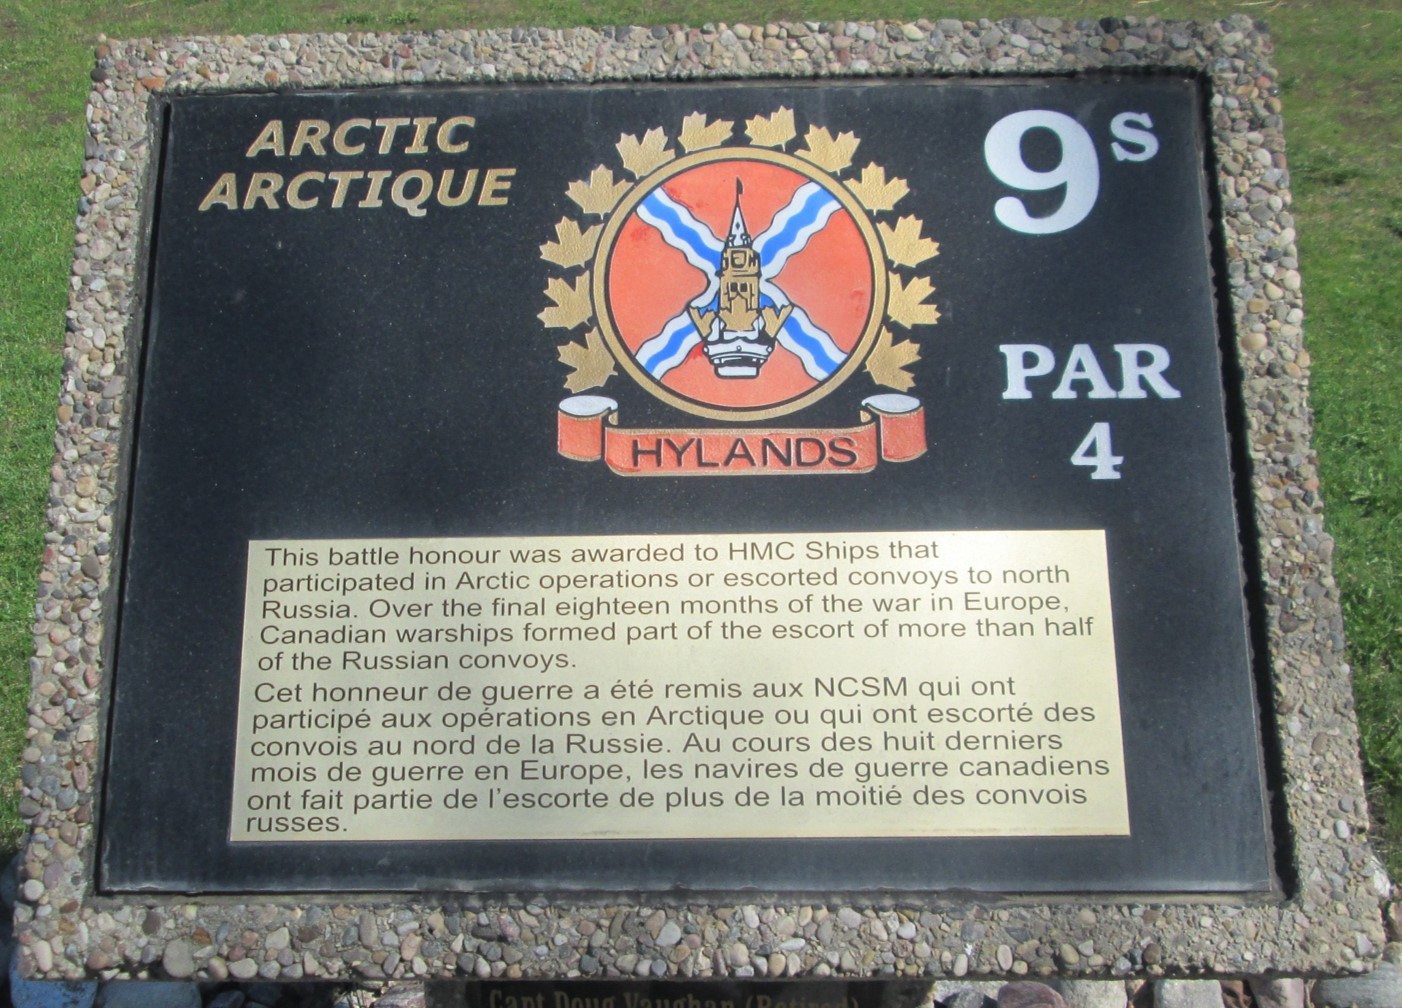 ARCTIC
ARCTIQUE
9S
PAR
4
HYLANDS
This battle honour was awarded to HMC Ships that
participated in Arctic operations or escorted convoys to north
Russia. Over the final eighteen months of the war in Europe,
Canadian warships formed part of the escort of more than half
of the Russian convoys.
Cet honneur de guerre a été remis aux NCSM qui ont
participé aux opérations en Arctique ou qui ont escorté des
convois au nord de la Russie. Au cours des huit derniers
mois de guerre en Europe, les navires de guerre canadiens
ont fait partie de l'escorte de plus de la moitié des convois
russes.
Capt Doug Vaughan (Retired)